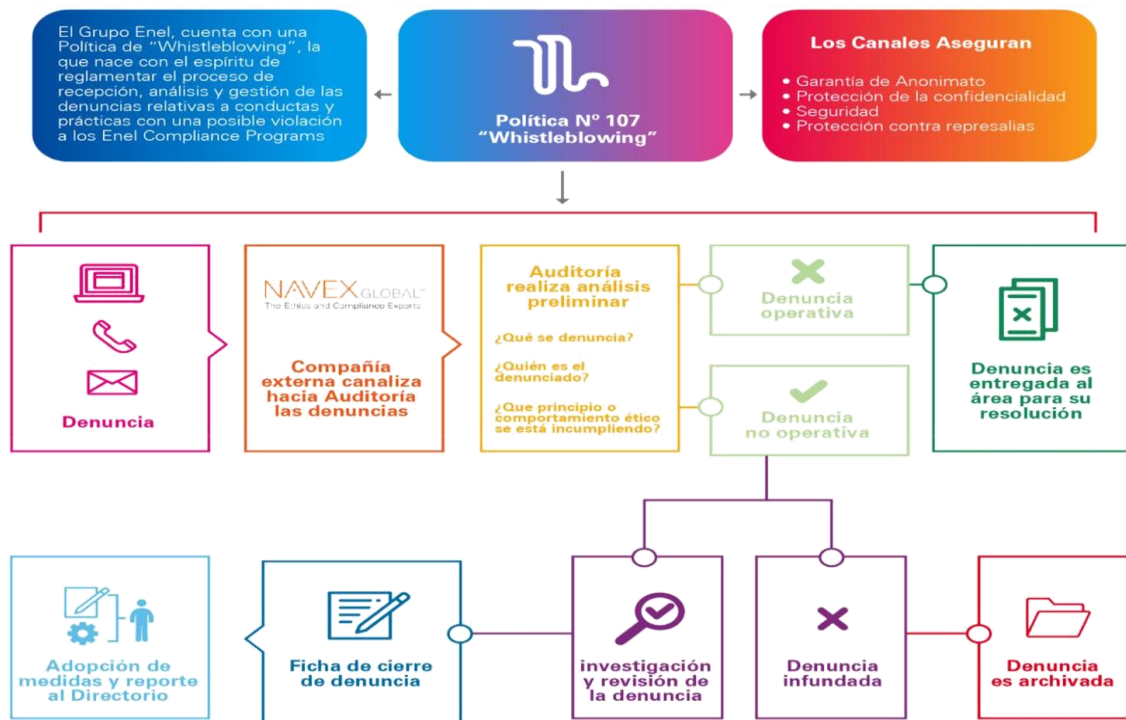 El Grupo Enel, cuenta con una
Política de “Whistleblowing”, la
que nace con el espíritu de
reglamentar el proceso de
recepción, análisis y gestión de las
denuncias relativas a conductas y
prácticas con una posible violación
a los Enel Compliance Programs
Política Nº 107
“Whistleblowing”
Los Canales Aseguran
• Garantía de Anonimato
• Protección de la confidencialidad
• Seguridad
• Protección contra represalias
Denuncia
NAVEX GLOBAL™
The Ethics and Compliance Experts
Compañía
externa canaliza
hacia Auditoría
las denuncias
Auditoría
realiza análisis
preliminar
¿Qué se denuncia?
¿Quién es el
denunciado?
¿Que principio o
comportamiento ético
se está incumpliendo?
Denuncia
operativa
Denuncia
no operativa
Denuncia es
entregada al
área para su
resolución
Adopción de
medidas y reporte
al Directorio
Ficha de cierre
de denuncia
investigación
y revisión de
la denuncia
Denuncia
infundada
Denuncia
es archivada